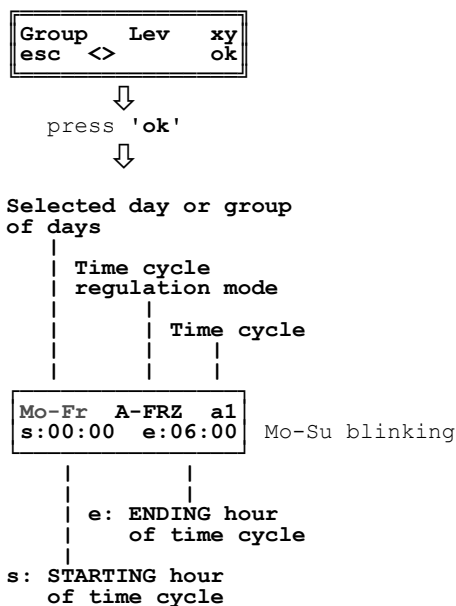 Group Lev xy
esc <> ok
press 'ok'
Selected day or group
of days
Time cycle
regulation mode
Time cycle
Mo-Fr A-FRZ a1
s:00:00 e:06:00 Mo-Su blinking
e: ENDING hour
of time cycle
s: STARTING hour
of time cycle